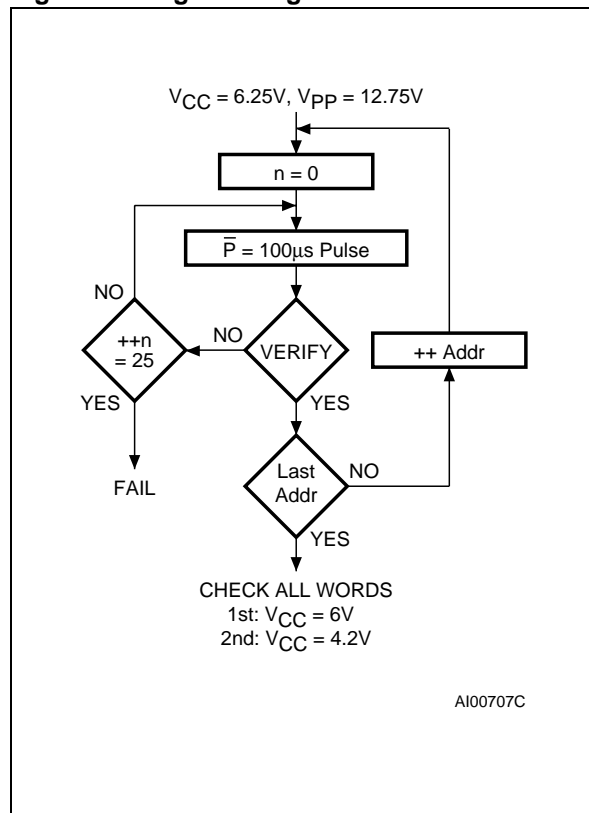 V_CC = 6.25V, V_PP = 12.75V
n = 0
P̅ = 100µs Pulse
NO
++n
= 25
NO
VERIFY
++ Addr
YES
YES
Last
Addr
NO
FAIL
YES
CHECK ALL WORDS
1st: V_CC = 6V
2nd: V_CC = 4.2V
AI00707C